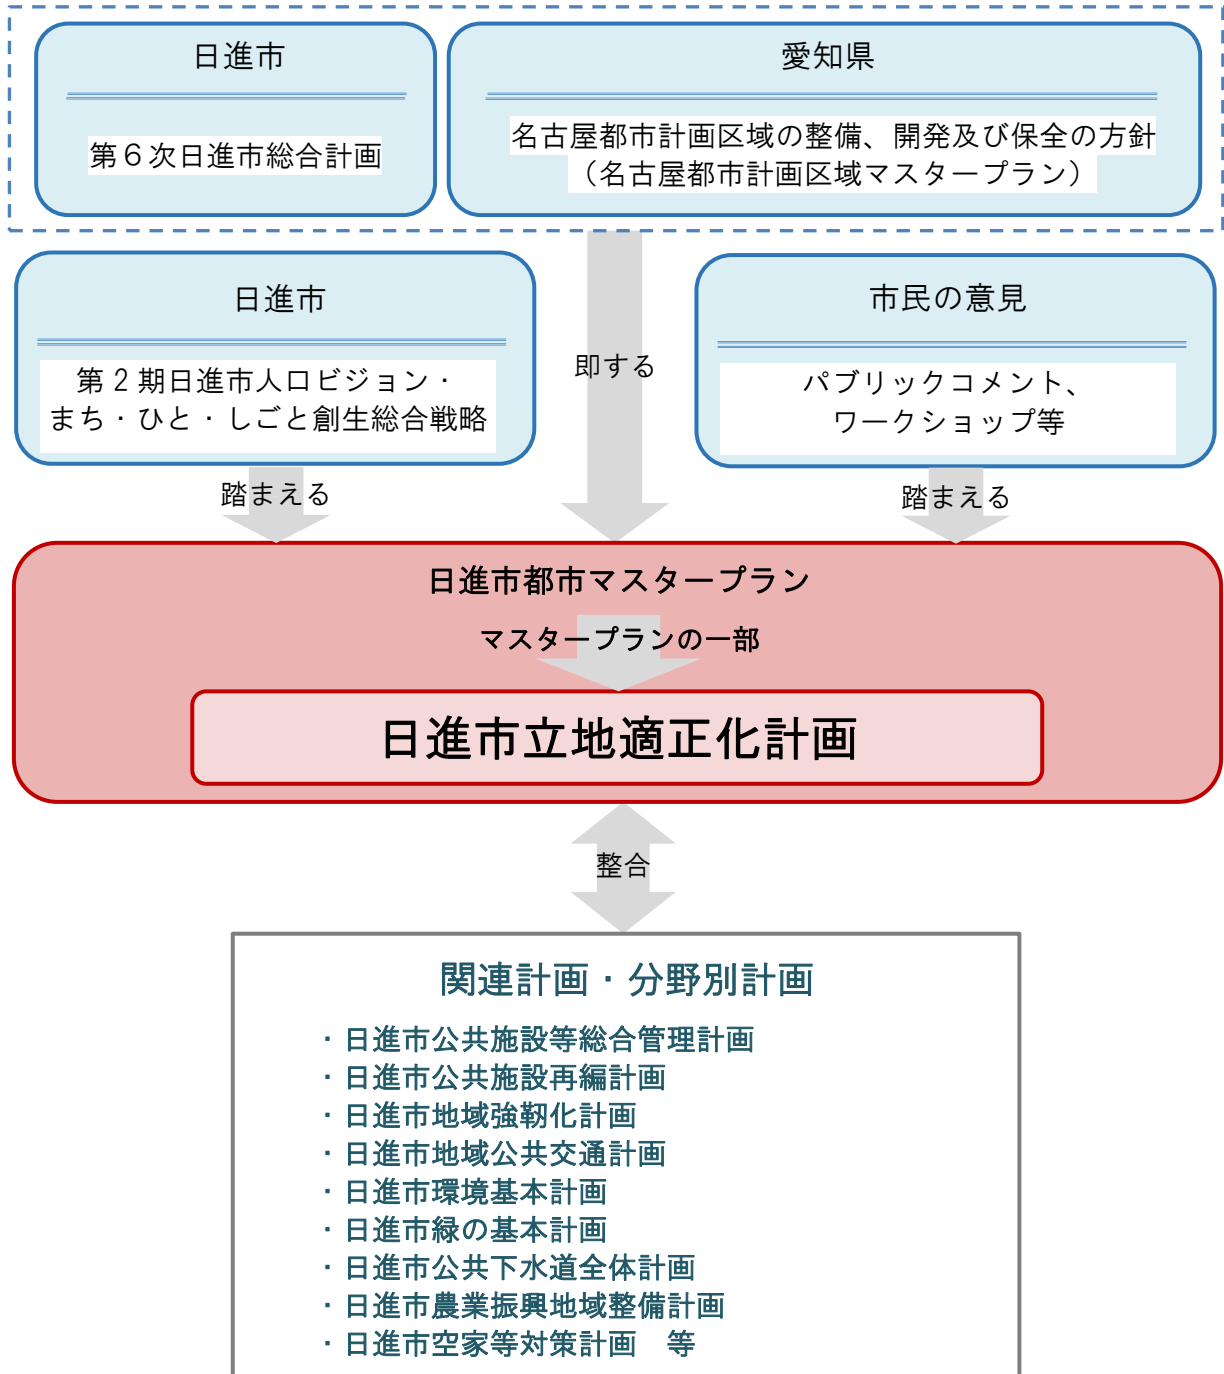 日進市
第６次日進市総合計画
愛知県
名古屋都市計画区域の整備、開発及び保全の方針
（名古屋都市計画区域マスタープラン）
日進市
第２期日進市人口ビジョン・
まち・ひと・しごと創生総合戦略
即する
市民の意見
パブリックコメント、
ワークショップ等
踏まえる
踏まえる
日進市都市マスタープラン
マスタープランの一部
日進市立地適正化計画
整合
関連計画・分野別計画
・日進市公共施設等総合管理計画
・日進市公共施設再編計画
・日進市地域強靭化計画
・日進市地域公共交通計画
・日進市環境基本計画
・日進市緑の基本計画
・日進市公共下水道全体計画
・日進市農業振興地域整備計画
・日進市空家等対策計画　等